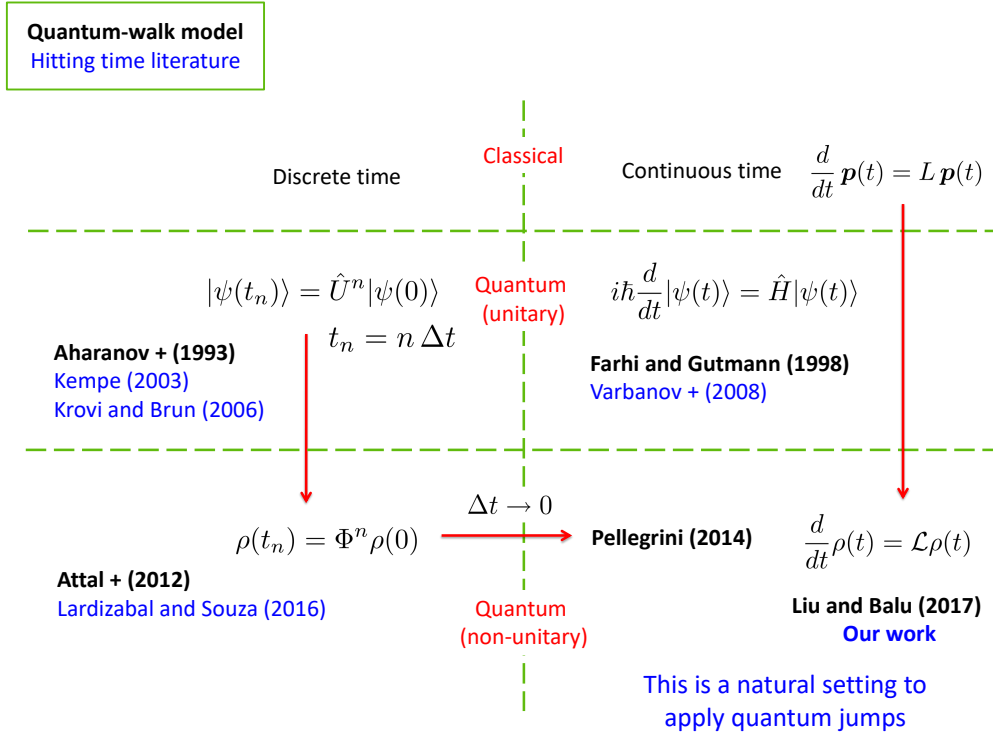 Quantum-walk model
Hitting time literature
Discrete time
Classical
Continuous time
d/dt 𝒑(t) = L 𝒑(t)
|ψ(t_n)⟩ = Û^n|ψ(0)⟩
t_n = n Δt
Quantum
(unitary)
iℏ d/dt |ψ(t)⟩ = Ĥ|ψ(t)⟩
Aharanov + (1993)
Kempe (2003)
Krovi and Brun (2006)
Farhi and Gutmann (1998)
Varbanov + (2008)
ρ(t_n) = Φ^n ρ(0)
Δt → 0
Pellegrini (2014)
d/dt ρ(t) = ℒρ(t)
Attal + (2012)
Lardizabal and Souza (2016)
Quantum
(non-unitary)
Liu and Balu (2017)
Our work
This is a natural setting to
apply quantum jumps